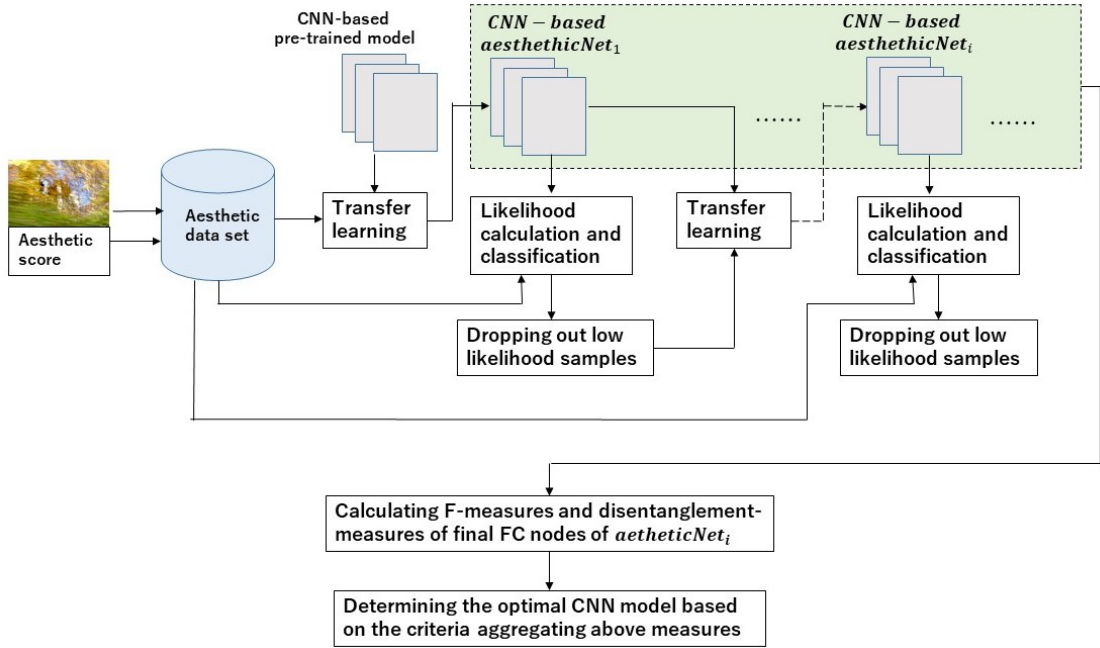 CNN-based
pre-trained model
CNN – based
aesthethicNet₁
CNN – based
aesthethicNetᵢ
......
......
Aesthetic
score
Aesthetic
data set
Transfer
learning
Likelihood
calculation and
classification
Transfer
learning
Likelihood
calculation and
classification
Dropping out low
likelihood samples
Dropping out low
likelihood samples
Calculating F-measures and disentanglement-
measures of final FC nodes of aetheticNetᵢ
Determining the optimal CNN model based
on the criteria aggregating above measures